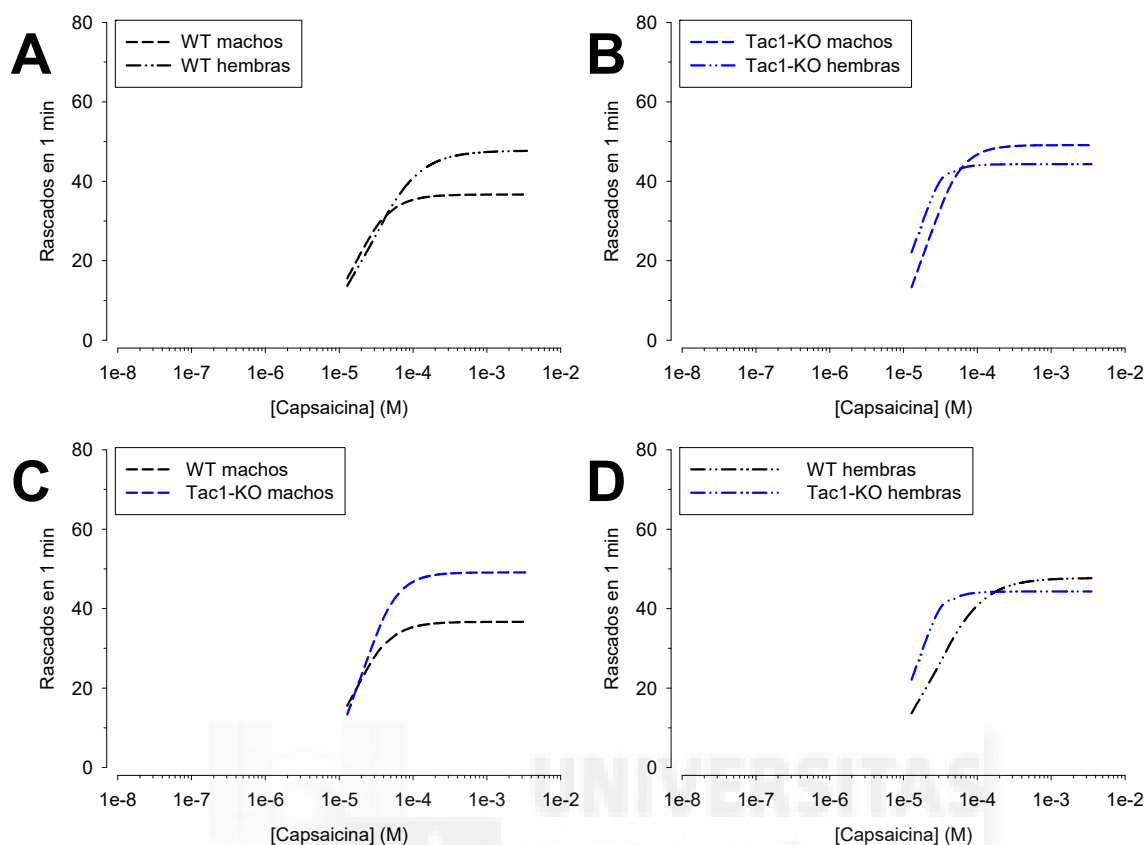 A
WT machos
WT hembras
Rascados en 1 min
80
60
40
20
0
1e-8 1e-7 1e-6 1e-5 1e-4 1e-3 1e-2
[Capsaicina] (M)
B
Tac1-KO machos
Tac1-KO hembras
Rascados en 1 min
80
60
40
20
0
1e-8 1e-7 1e-6 1e-5 1e-4 1e-3 1e-2
[Capsaicina] (M)
C
WT machos
Tac1-KO machos
Rascados en 1 min
80
60
40
20
0
1e-8 1e-7 1e-6 1e-5 1e-4 1e-3 1e-2
[Capsaicina] (M)
D
WT hembras
Tac1-KO hembras
Rascados en 1 min
80
60
40
20
0
1e-8 1e-7 1e-6 1e-5 1e-4 1e-3 1e-2
[Capsaicina] (M)
UNIVERSITAS